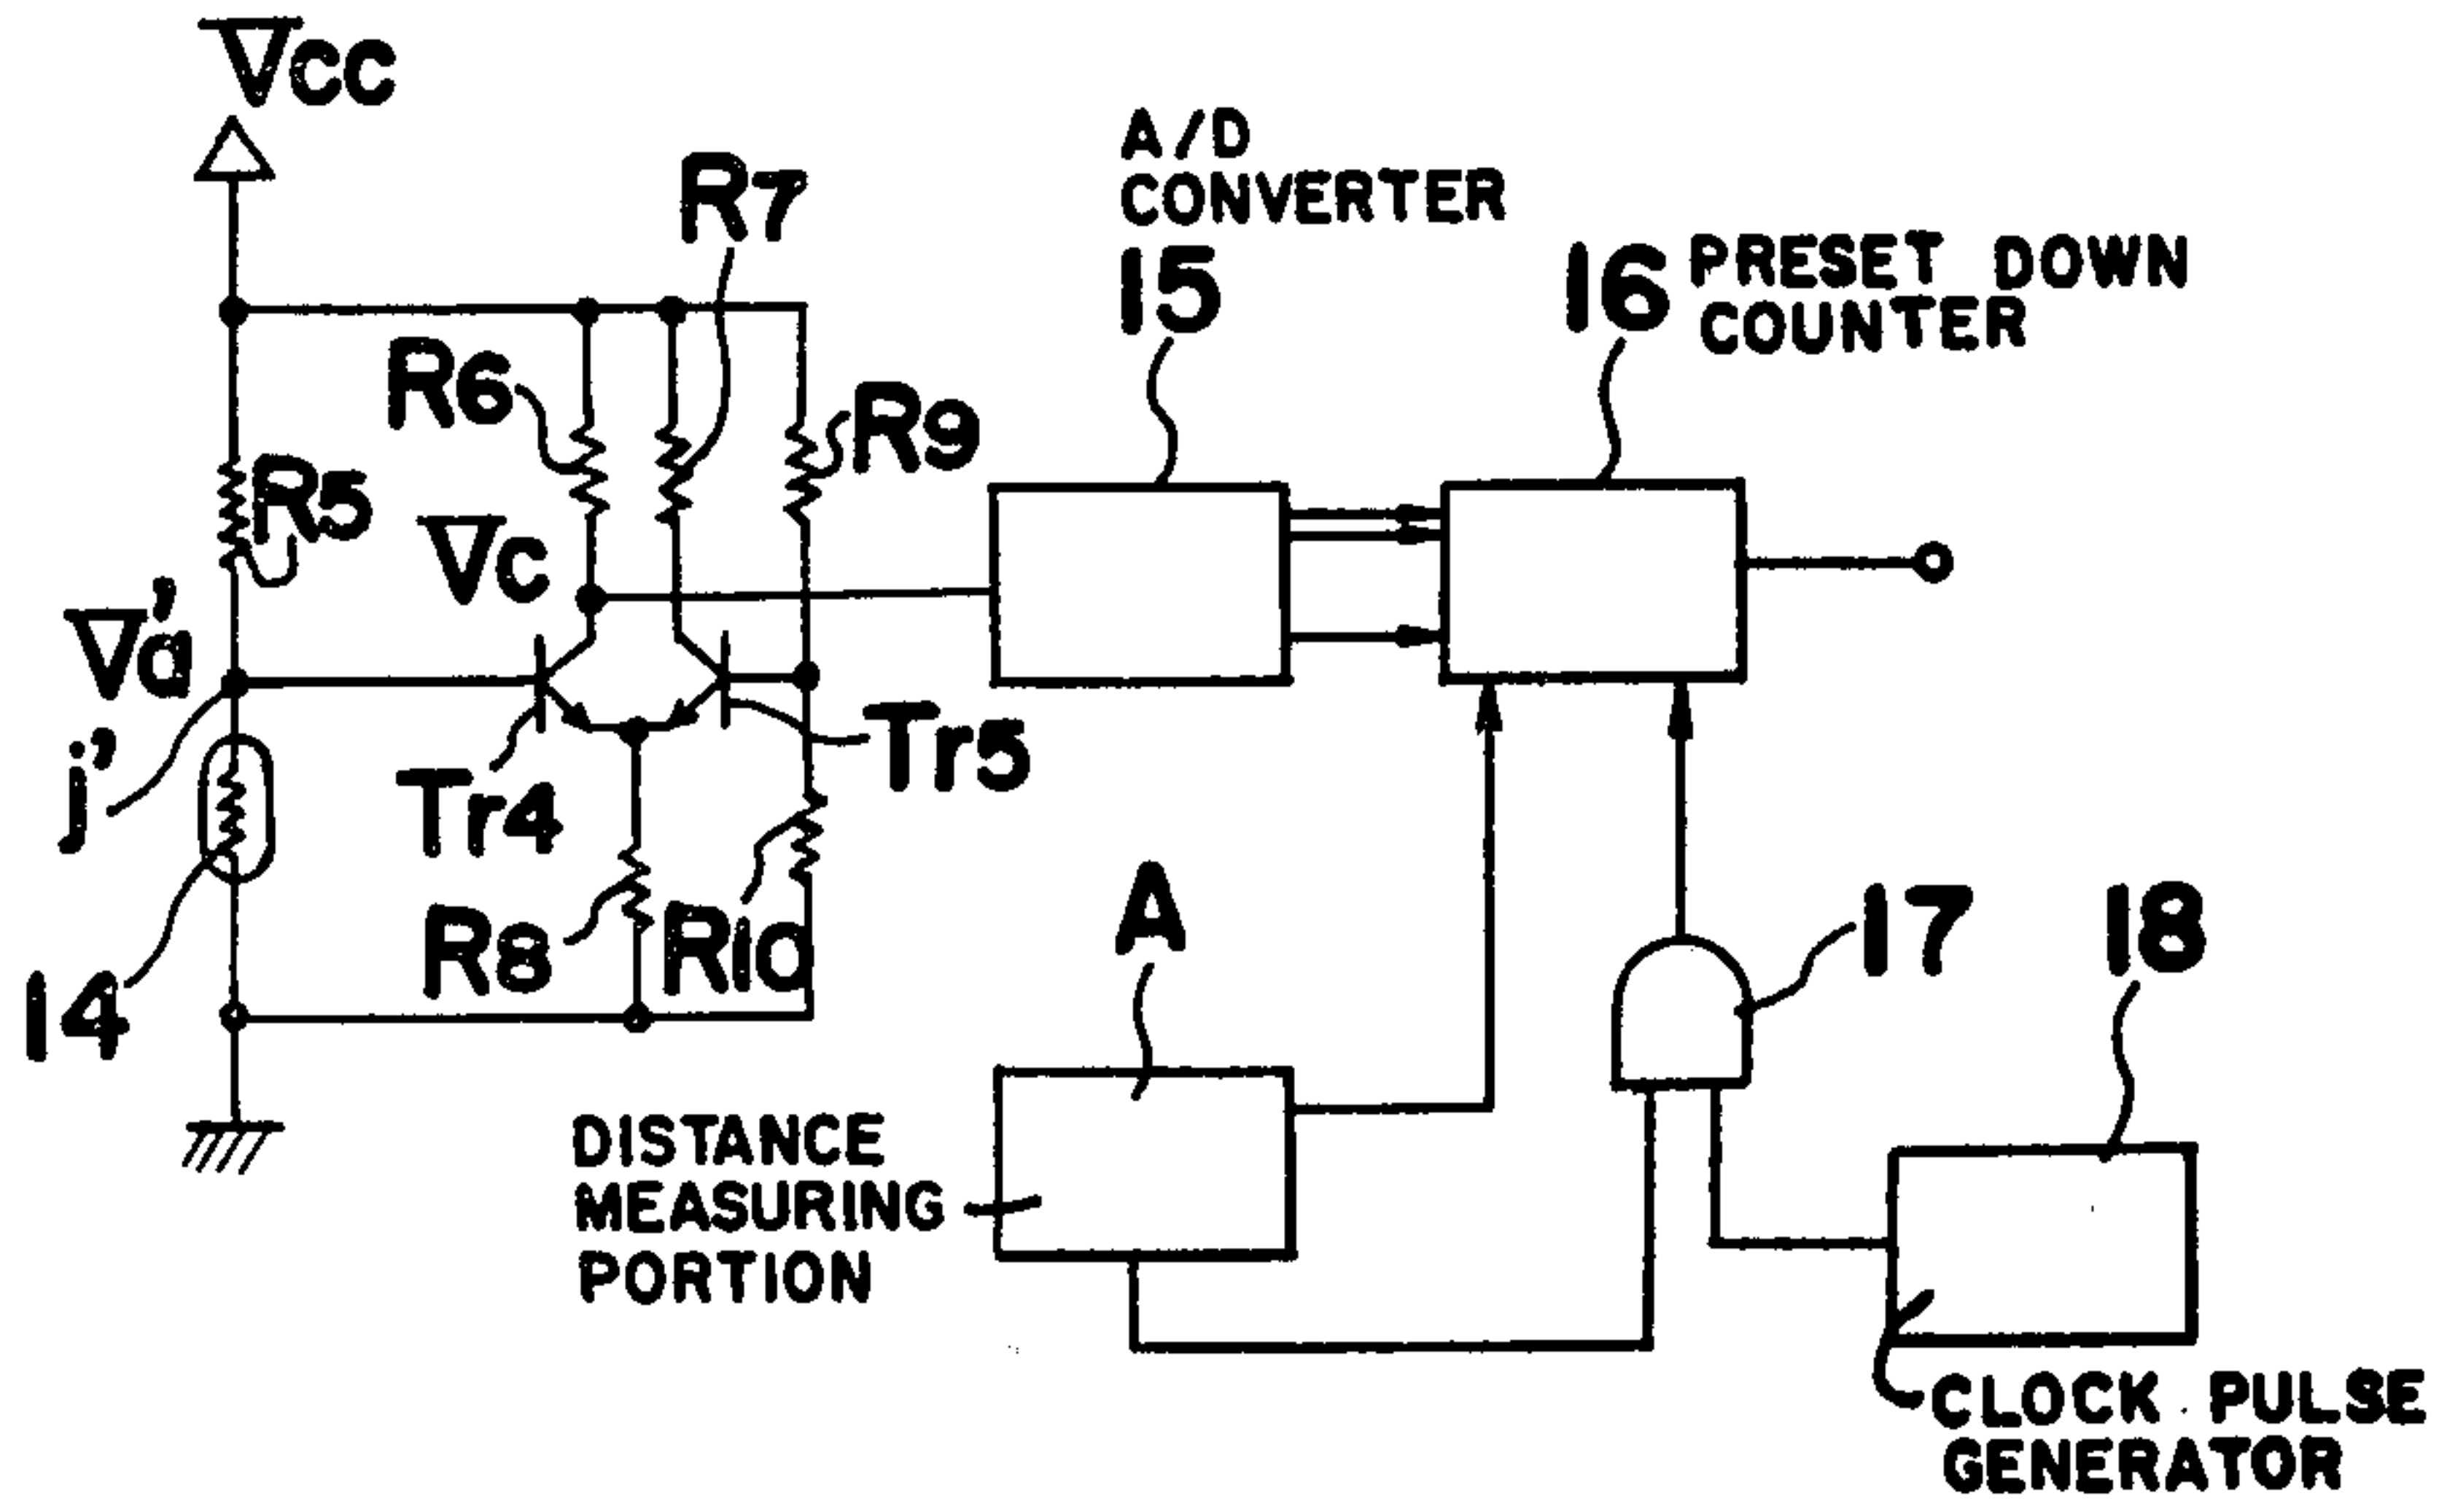 Vcc
R7
A/D
CONVERTER
15
16 PRESET DOWN
COUNTER
R6
R9
R5
Vc
Va'
j'
Tr4
Tr5
14
R8
R10
A
17
18
DISTANCE
MEASURING
PORTION
CLOCK PULSE
GENERATOR